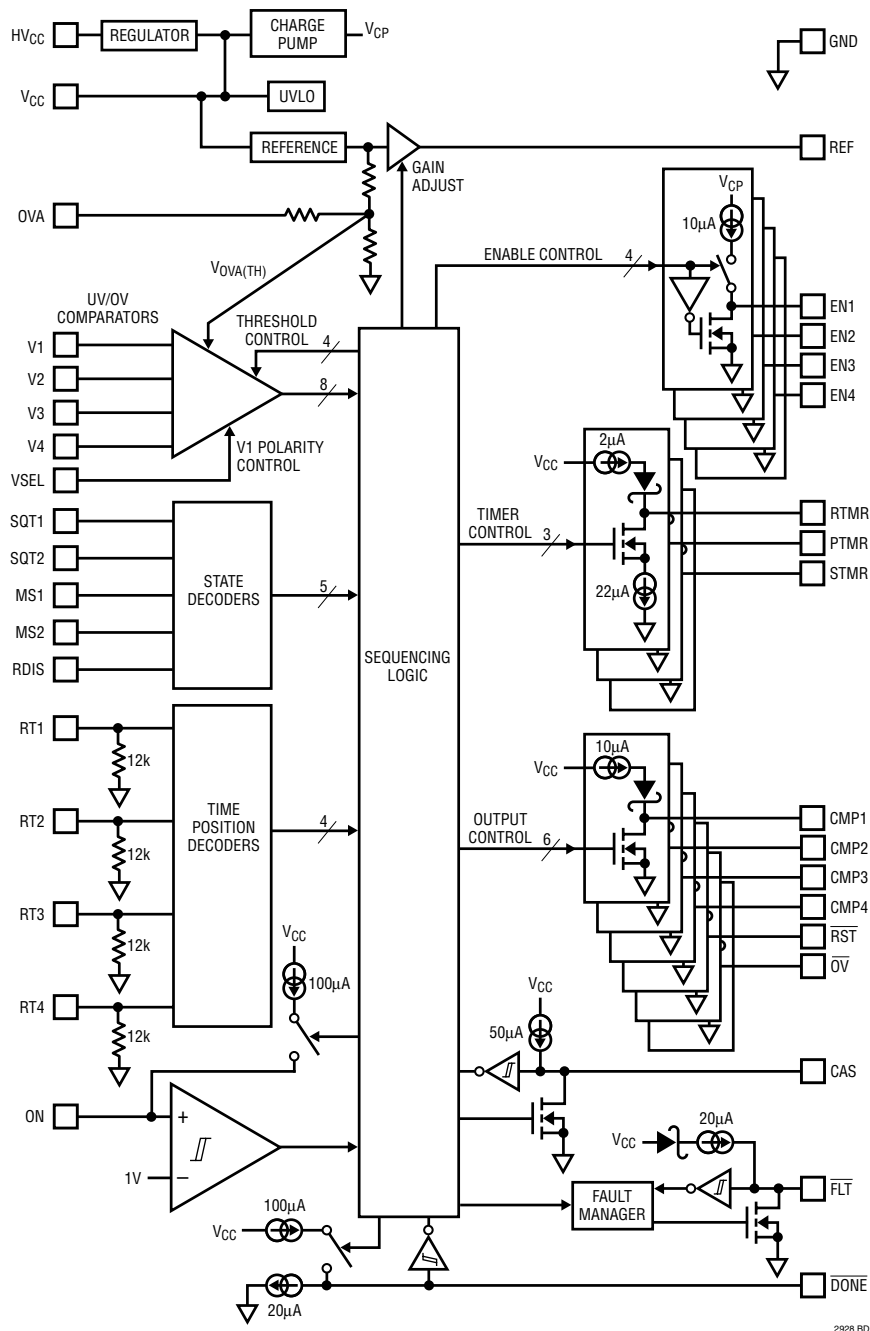 HVCC
REGULATOR
CHARGE
PUMP
VCP
GND
VCC
UVLO
REFERENCE
GAIN
ADJUST
REF
OVA
VOVA(TH)
VCP
10µA
ENABLE CONTROL
4
EN1
EN2
EN3
EN4
UV/OV
COMPARATORS
THRESHOLD
CONTROL
4
8
V1
V2
V3
V4
VSEL
V1 POLARITY
CONTROL
VCC
2µA
TIMER
CONTROL
3
22µA
RTMR
PTMR
STMR
SQT1
SQT2
MS1
MS2
RDIS
STATE
DECODERS
5
SEQUENCING
LOGIC
RT1
12k
RT2
12k
RT3
12k
RT4
12k
TIME
POSITION
DECODERS
4
VCC
10µA
OUTPUT
CONTROL
6
CMP1
CMP2
CMP3
CMP4
RST
OV
VCC
100µA
VCC
50µA
CAS
ON
+
1V
−
VCC
20µA
FAULT
MANAGER
FLT
100µA
VCC
20µA
DONE
2928 BD